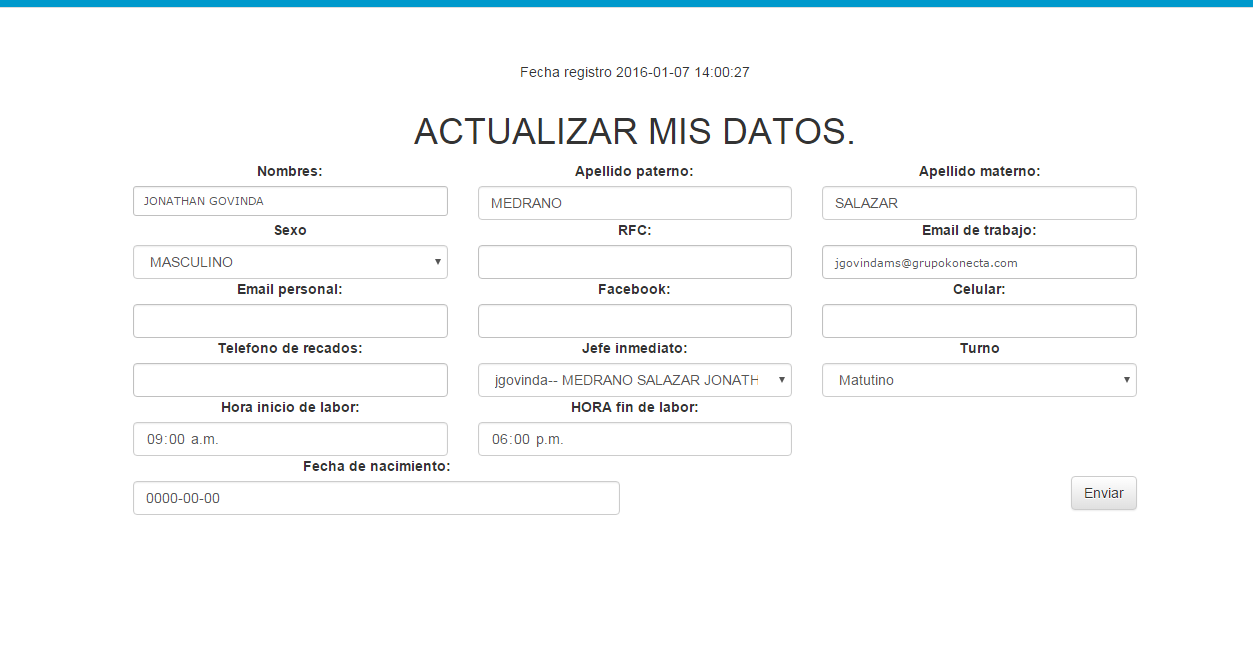 Fecha registro 2016-01-07 14:00:27
ACTUALIZAR MIS DATOS.
Nombres: Apellido paterno: Apellido materno:
JONATHAN GOVINDA MEDRANO SALAZAR
Sexo RFC: Email de trabajo:
MASCULINO jgovindams@grupokonecta.com
Email personal: Facebook: Celular:
Telefono de recados: Jefe inmediato: Turno
jgovinda-- MEDRANO SALAZAR JONATH Matutino
Hora inicio de labor: HORA fin de labor:
09:00 a.m. 06:00 p.m.
Fecha de nacimiento:
0000-00-00 Enviar